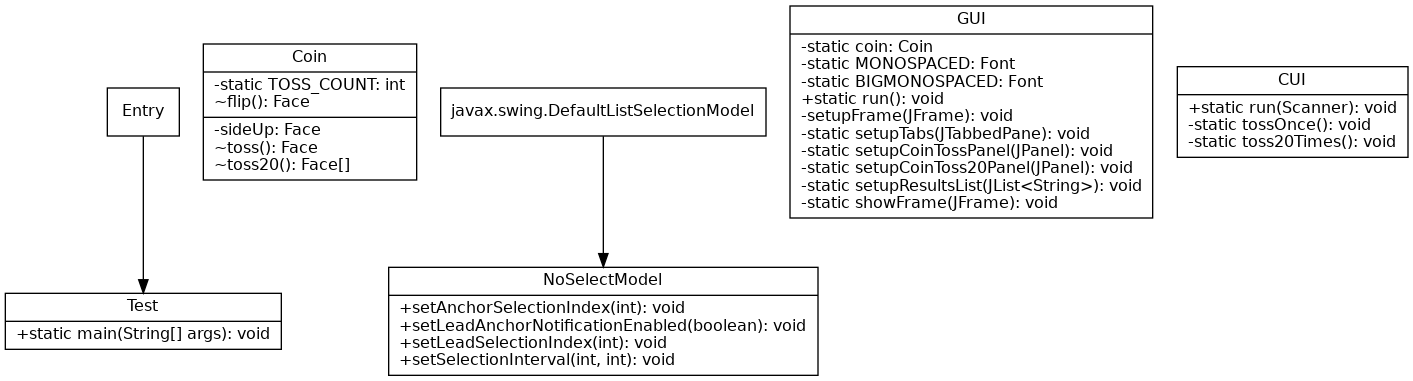 Entry
Test
+static main(String[] args): void
Coin
-static TOSS_COUNT: int
~flip(): Face
-sideUp: Face
~toss(): Face
~toss20(): Face[]
javax.swing.DefaultListSelectionModel
NoSelectModel
+setAnchorSelectionIndex(int): void
+setLeadAnchorNotificationEnabled(boolean): void
+setLeadSelectionIndex(int): void
+setSelectionInterval(int, int): void
GUI
-static coin: Coin
-static MONOSPACED: Font
-static BIGMONOSPACED: Font
+static run(): void
-setupFrame(JFrame): void
-static setupTabs(JTabbedPane): void
-static setupCoinTossPanel(JPanel): void
-static setupCoinToss20Panel(JPanel): void
-static setupResultsList(JList<String>): void
-static showFrame(JFrame): void
CUI
+static run(Scanner): void
-static tossOnce(): void
-static toss20Times(): void